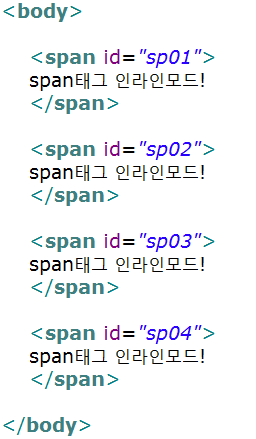 <body>
<span id="sp01">
span태그 인라인모드!
</span>
<span id="sp02">
span태그 인라인모드!
</span>
<span id="sp03">
span태그 인라인모드!
</span>
<span id="sp04">
span태그 인라인모드!
</span>
</body>